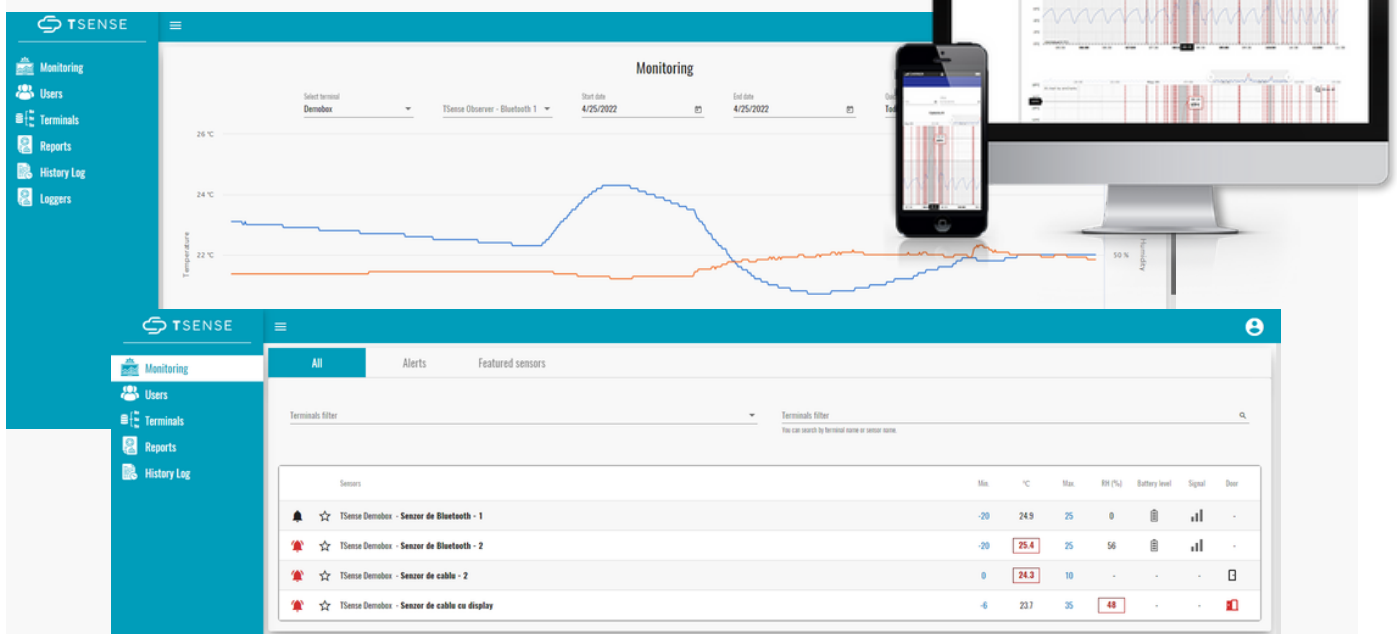 TSENSE
Monitoring
Users
Terminals
Reports
History Log
Loggers
Monitoring
Select terminal
Demobox
TSense Observer - Bluetooth 1
Start date
4/25/2022
End date
4/25/2022
26 °C
24 °C
22 °C
Temperature
50 %
Humidity
TSENSE
Monitoring
Users
Terminals
Reports
History Log
All Alerts Featured sensors
Terminals filter
Terminals filter
You can search by terminal name or sensor name.
Sensors Min. °C Max. RH (%) Battery level Signal Door
TSense Demobox - Senzor de Bluetooth - 1 -20 24.9 25 0 -
TSense Demobox - Senzor de Bluetooth - 2 -20 25.4 25 56 -
TSense Demobox - Senzor de cablu - 2 0 24.3 10 - - -
TSense Demobox - Senzor de cablu cu display -6 23.7 35 48 - -